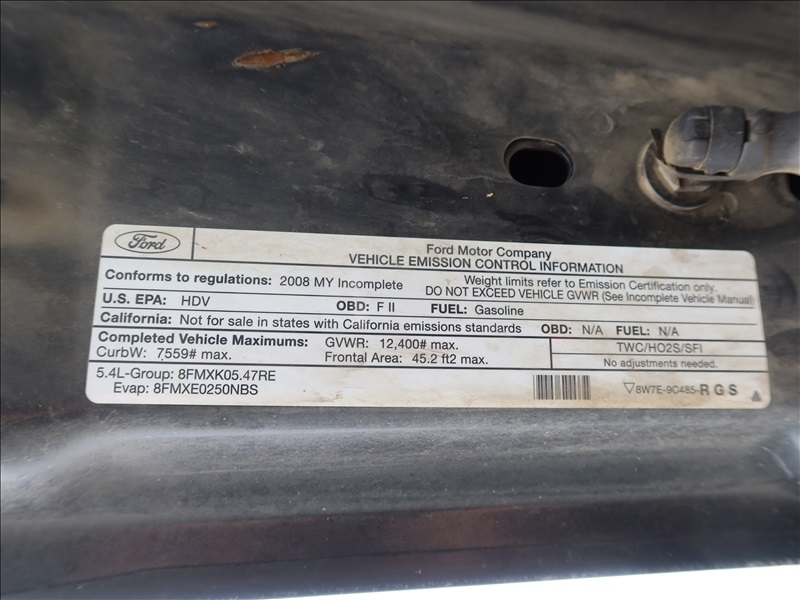 Ford
Ford Motor Company
VEHICLE EMISSION CONTROL INFORMATION
Conforms to regulations: 2008 MY Incomplete
Weight limits refer to Emission Certification only.
DO NOT EXCEED VEHICLE GVWR (See Incomplete Vehicle Manual)
U.S. EPA: HDV OBD: F II FUEL: Gasoline
California: Not for sale in states with California emissions standards OBD: N/A FUEL: N/A
Completed Vehicle Maximums: GVWR: 12,400# max.
CurbW: 7559# max. Frontal Area: 45.2 ft2 max.
TWC/HO2S/SFI
No adjustments needed.
5.4L-Group: 8FMXK05.47RE
Evap: 8FMXE0250NBS
8W7E-9C485-RGS